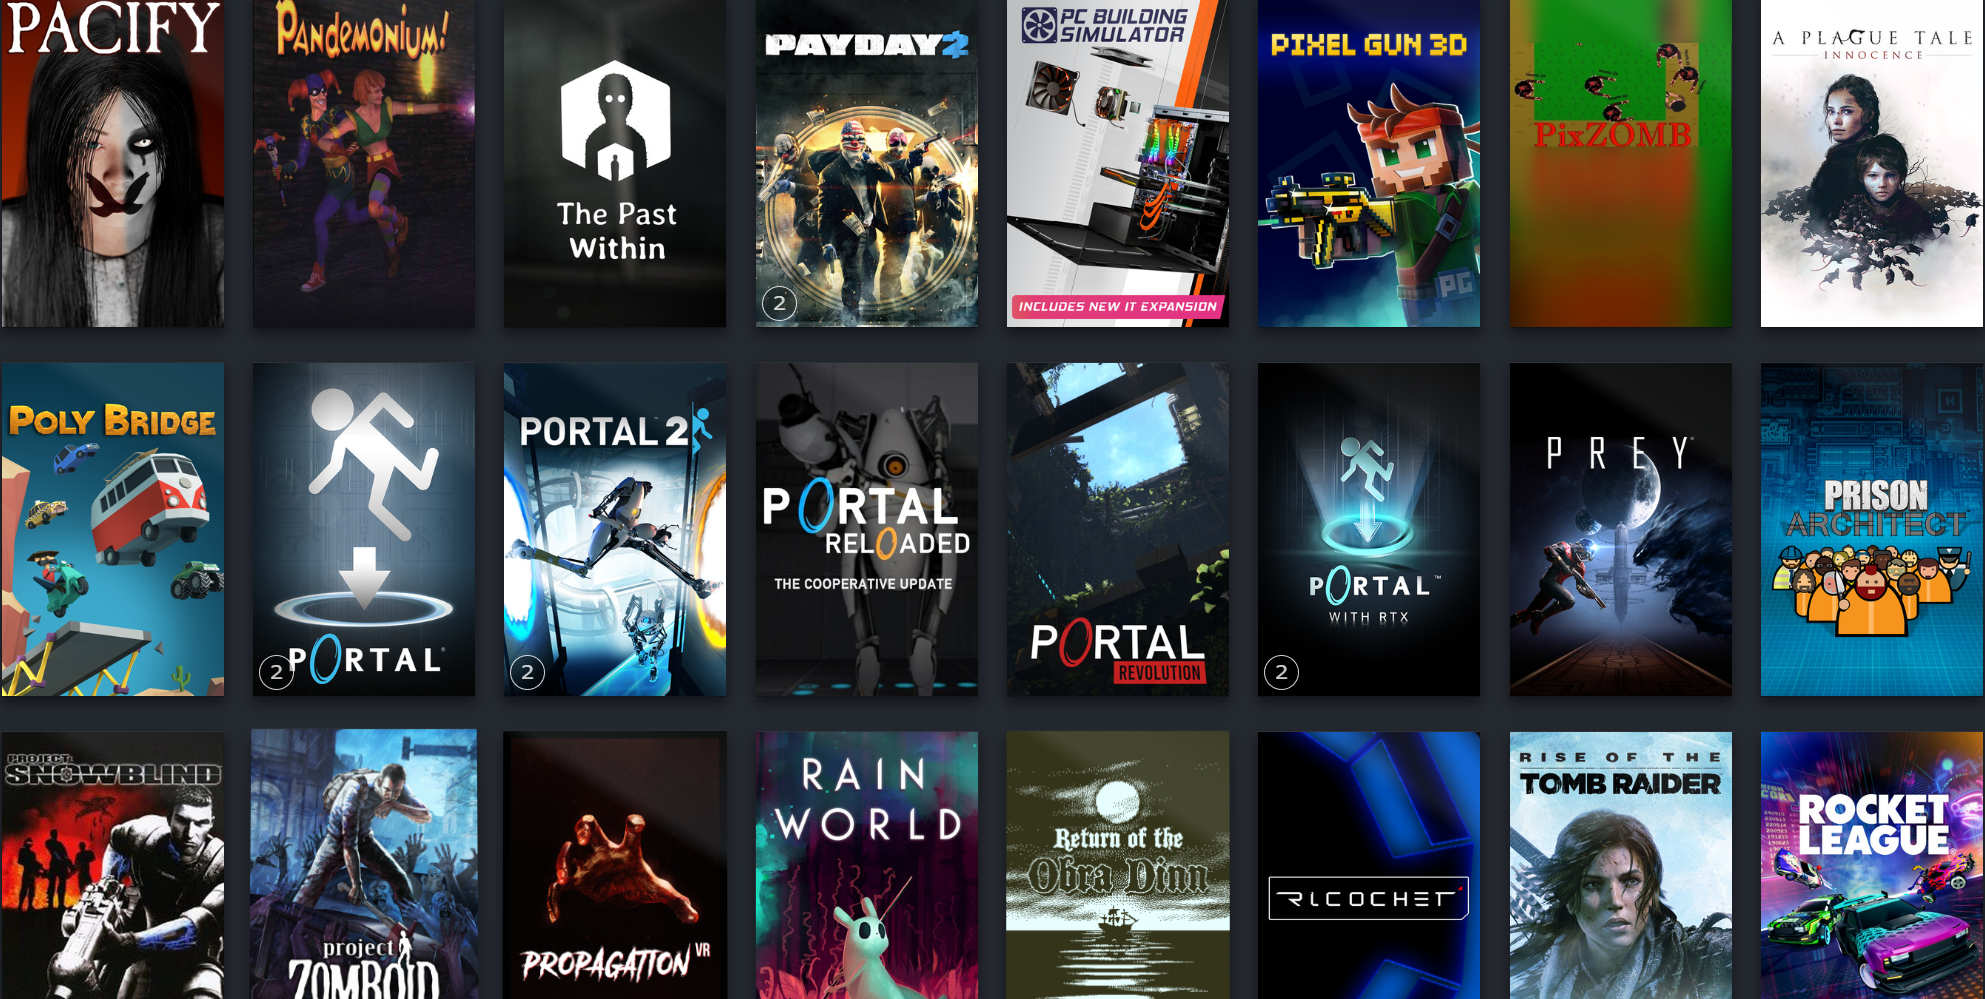 PACIFY
PANDEMONIUM!
The Past
Within
PAYDAY 2
2
PC BUILDING
SIMULATOR
INCLUDES NEW IT EXPANSION
PIXEL GUN 3D
PG
PixZOMB
A PLAGUE TALE
INNOCENCE
POLY BRIDGE
PORTAL
2
PORTAL 2
2
PORTAL
RELOADED
THE COOPERATIVE UPDATE
PORTAL
REVOLUTION
PORTAL™
WITH RTX
2
PREY
PRISON
ARCHITECT
PROJECT:
SNOWBLIND
project
ZOMBOID
PROPAGATION VR
RAIN
WORLD
Return of the
Obra Dinn
RICOCHET
RISE OF THE
TOMB RAIDER
ROCKET
LEAGUE